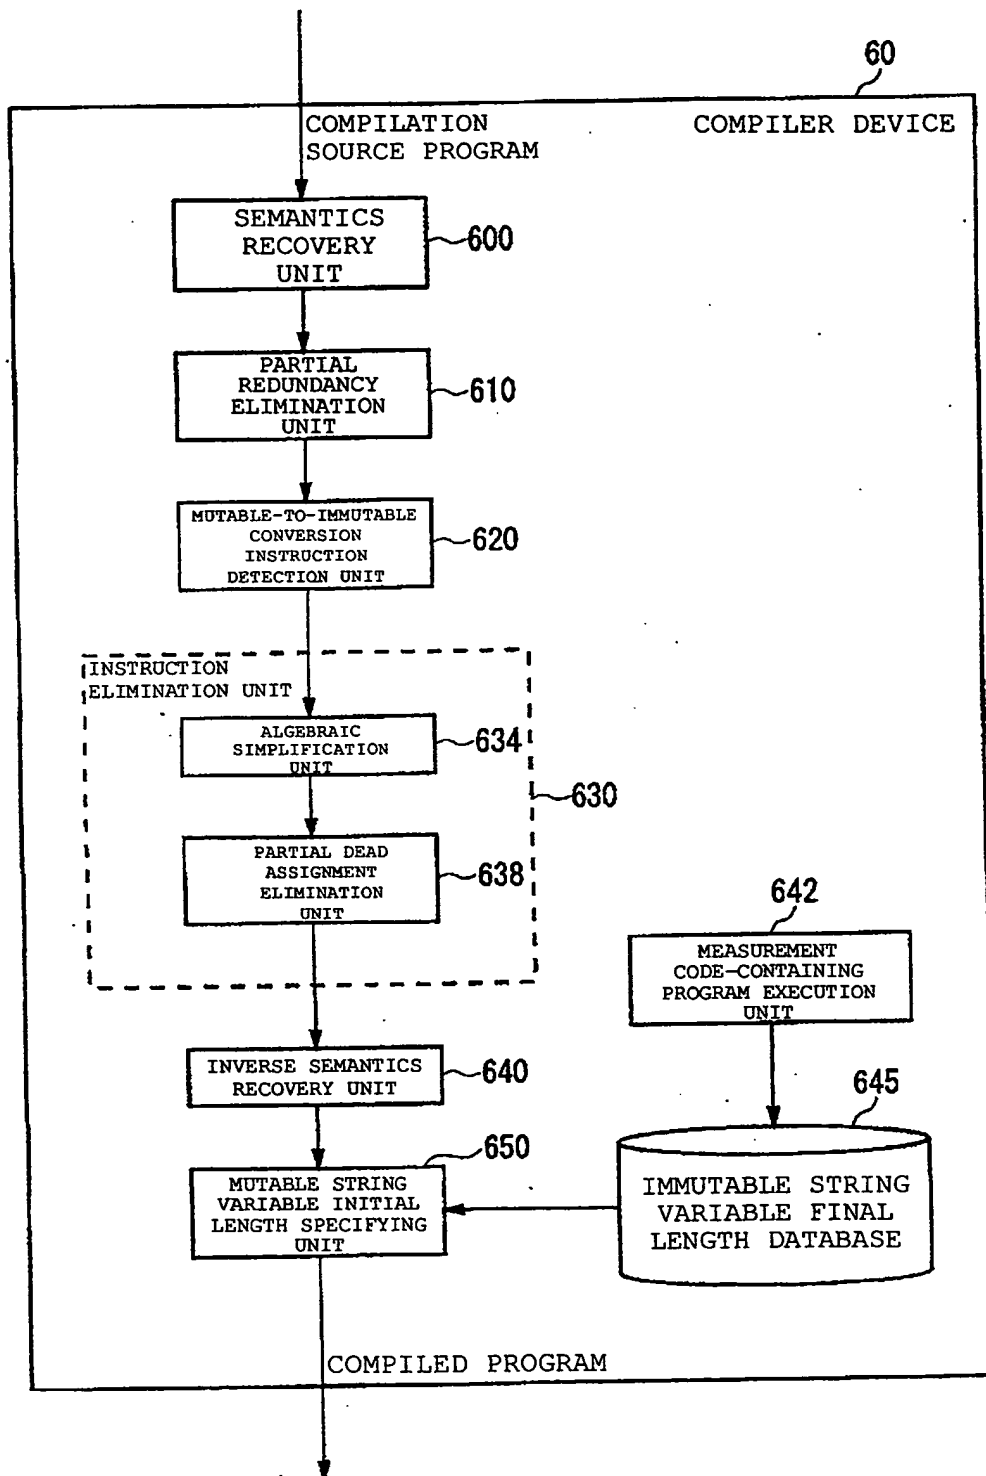 60
COMPILATION
SOURCE PROGRAM
COMPILER DEVICE
SEMANTICS
RECOVERY
UNIT
600
PARTIAL
REDUNDANCY
ELIMINATION
UNIT
610
MUTABLE-TO-IMMUTABLE
CONVERSION
INSTRUCTION
DETECTION UNIT
620
INSTRUCTION
ELIMINATION UNIT
ALGEBRAIC
SIMPLIFICATION
UNIT
634
630
PARTIAL DEAD
ASSIGNMENT
ELIMINATION
UNIT
638
642
MEASUREMENT
CODE-CONTAINING
PROGRAM EXECUTION
UNIT
INVERSE SEMANTICS
RECOVERY UNIT
640
645
650
MUTABLE STRING
VARIABLE INITIAL
LENGTH SPECIFYING
UNIT
IMMUTABLE STRING
VARIABLE FINAL
LENGTH DATABASE
COMPILED PROGRAM